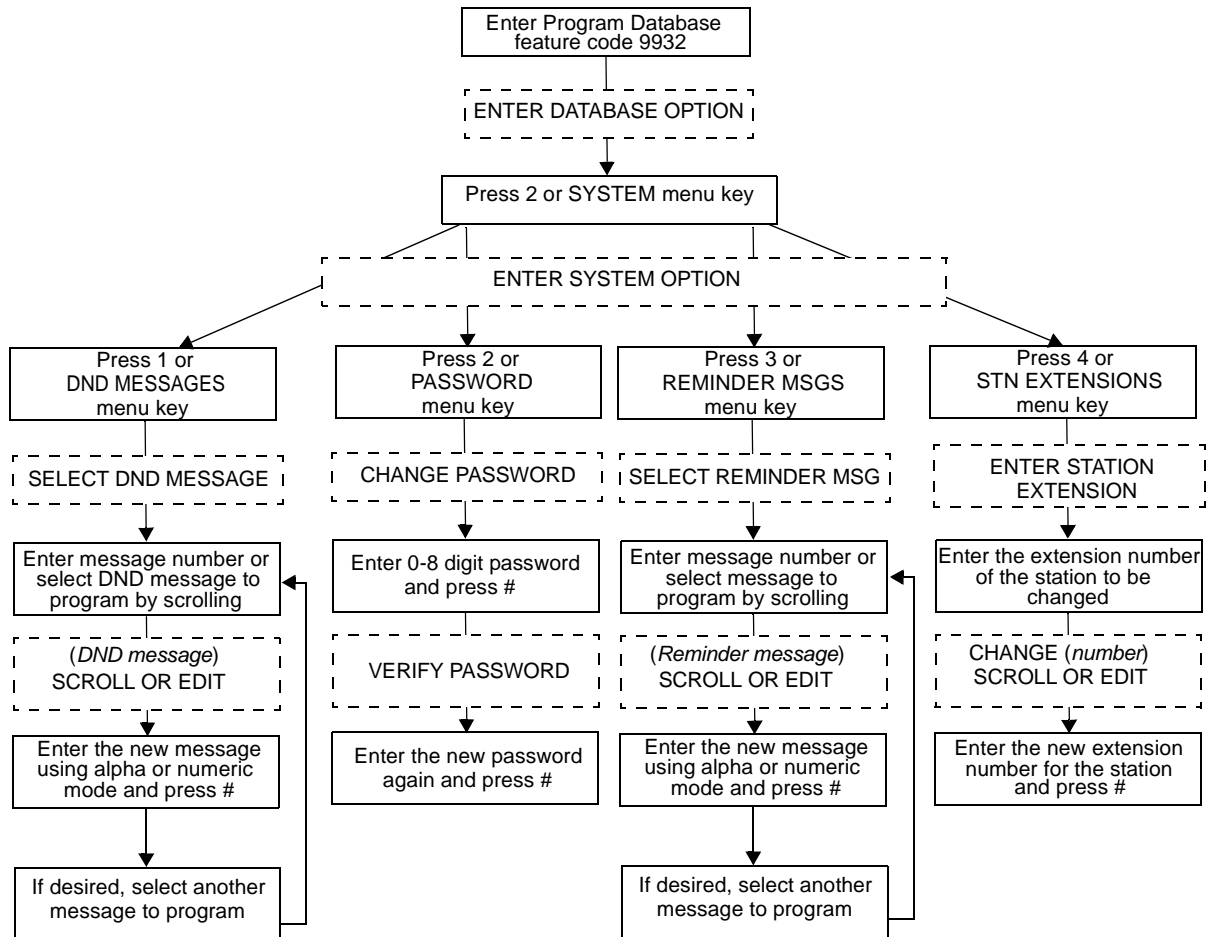 Enter Program Database
feature code 9932
ENTER DATABASE OPTION
Press 2 or SYSTEM menu key
ENTER SYSTEM OPTION
Press 1 or
DND MESSAGES
menu key
SELECT DND MESSAGE
Enter message number or
select DND message to
program by scrolling
(DND message)
SCROLL OR EDIT
Enter the new message
using alpha or numeric
mode and press #
If desired, select another
message to program
Press 2 or
PASSWORD
menu key
CHANGE PASSWORD
Enter 0-8 digit password
and press #
VERIFY PASSWORD
Enter the new password
again and press #
Press 3 or
REMINDER MSGS
menu key
SELECT REMINDER MSG
Enter message number or
select message to
program by scrolling
(Reminder message)
SCROLL OR EDIT
Enter the new message
using alpha or numeric
mode and press #
If desired, select another
message to program
Press 4 or
STN EXTENSIONS
menu key
ENTER STATION
EXTENSION
Enter the extension number
of the station to be
changed
CHANGE (number)
SCROLL OR EDIT
Enter the new extension
number for the station
and press #